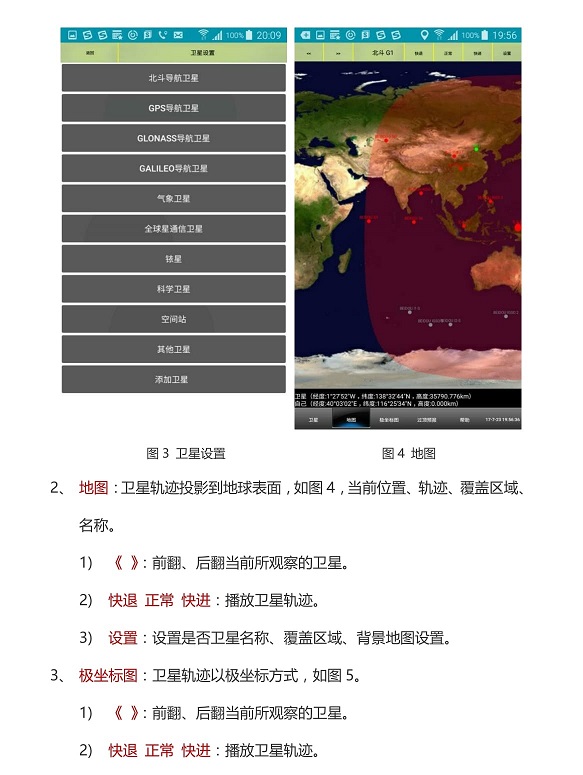 100% 20:09
返回 卫星设置
北斗导航卫星
GPS导航卫星
GLONASS导航卫星
GALILEO导航卫星
气象卫星
全球星通信卫星
铱星
科学卫星
空间站
其他卫星
添加卫星
100% 19:56
<< >> 北斗 G1 快退 正常 快进 设置
卫星（经度:1°27'52"W，纬度:138°32'44"N，高度:35790.776km）
自己（经度:40°03'02"E，纬度:116°25'34"N，高度:0.000km）
卫星 地图 极坐标图 过顶预报 帮助 17-7-23 19:56:36
图 3 卫星设置
图 4 地图
2、 地图：卫星轨迹投影到地球表面，如图 4，当前位置、轨迹、覆盖区域、
名称。
1) 《 》：前翻、后翻当前所观察的卫星。
2) 快退 正常 快进：播放卫星轨迹。
3) 设置：设置是否卫星名称、覆盖区域、背景地图设置。
3、 极坐标图：卫星轨迹以极坐标方式，如图 5。
1) 《 》：前翻、后翻当前所观察的卫星。
2) 快退 正常 快进：播放卫星轨迹。